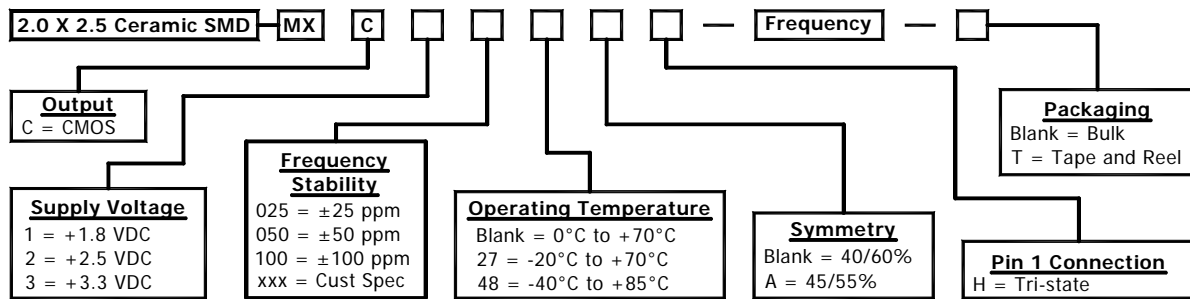 2.0 X 2.5 Ceramic SMD MX C — Frequency —
Output
C = CMOS
Supply Voltage
1 = +1.8 VDC
2 = +2.5 VDC
3 = +3.3 VDC
Frequency
Stability
025 = ±25 ppm
050 = ±50 ppm
100 = ±100 ppm
xxx = Cust Spec
Operating Temperature
Blank = 0°C to +70°C
27 = -20°C to +70°C
48 = -40°C to +85°C
Symmetry
Blank = 40/60%
A = 45/55%
Packaging
Blank = Bulk
T = Tape and Reel
Pin 1 Connection
H = Tri-state